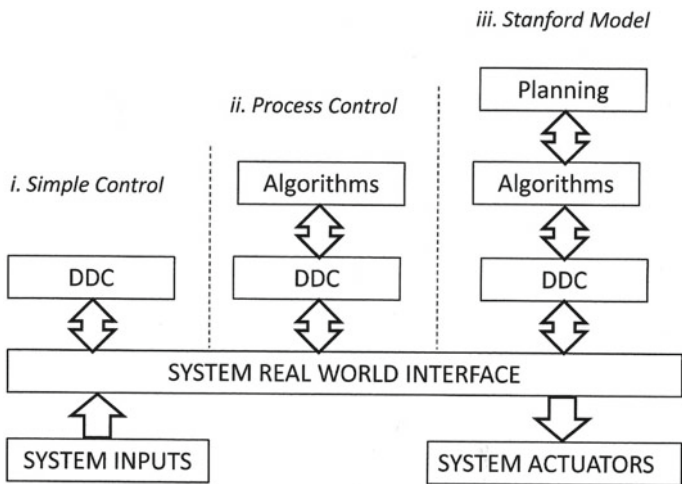 iii. Stanford Model
Planning
ii. Process Control
Algorithms
Algorithms
i. Simple Control
DDC
DDC
DDC
SYSTEM REAL WORLD INTERFACE
SYSTEM INPUTS
SYSTEM ACTUATORS